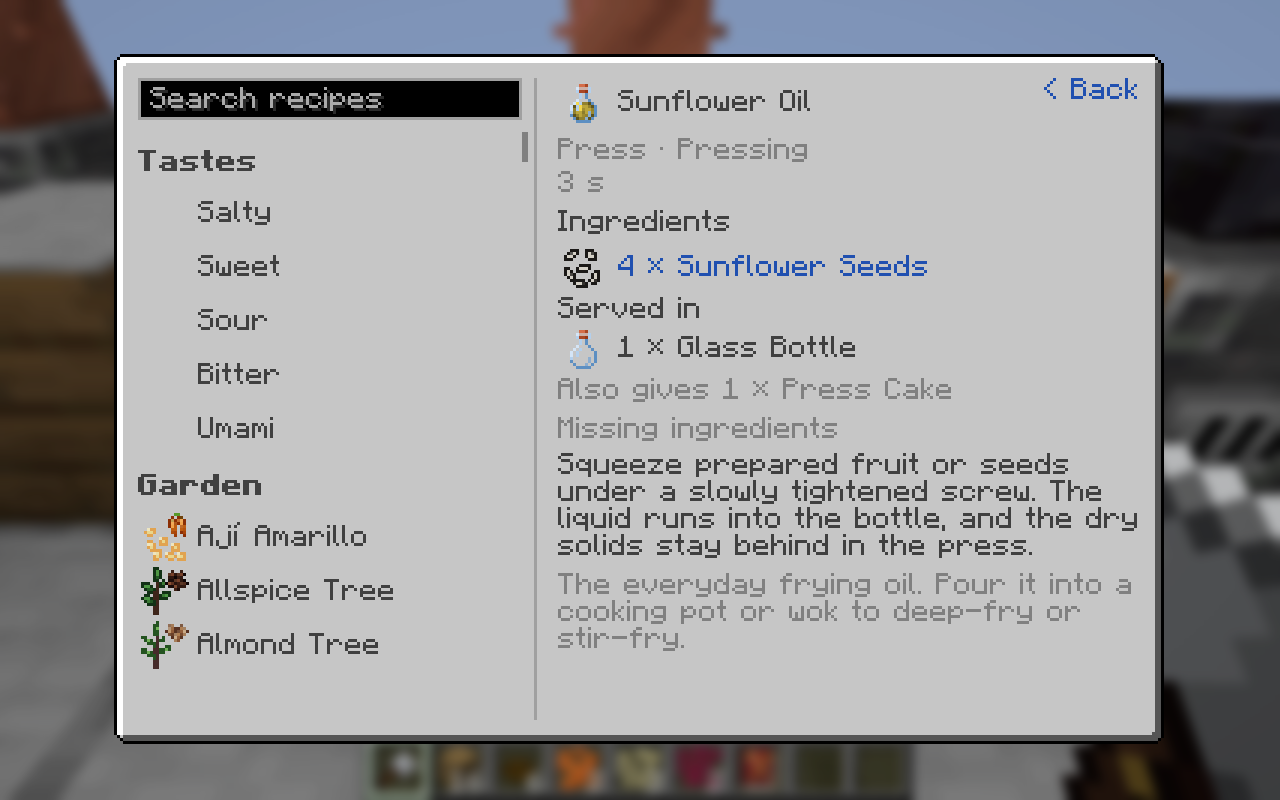 Search recipes
Tastes
Salty
Sweet
Sour
Bitter
Umami
Garden
Ají Amarillo
Allspice Tree
Almond Tree
< Back
Sunflower Oil
Press · Pressing
3 s
Ingredients
4 × Sunflower Seeds
Served in
1 × Glass Bottle
Also gives 1 × Press Cake
Missing ingredients
Squeeze prepared fruit or seeds
under a slowly tightened screw. The
liquid runs into the bottle, and the dry
solids stay behind in the press.
The everyday frying oil. Pour it into a
cooking pot or wok to deep-fry or
stir-fry.